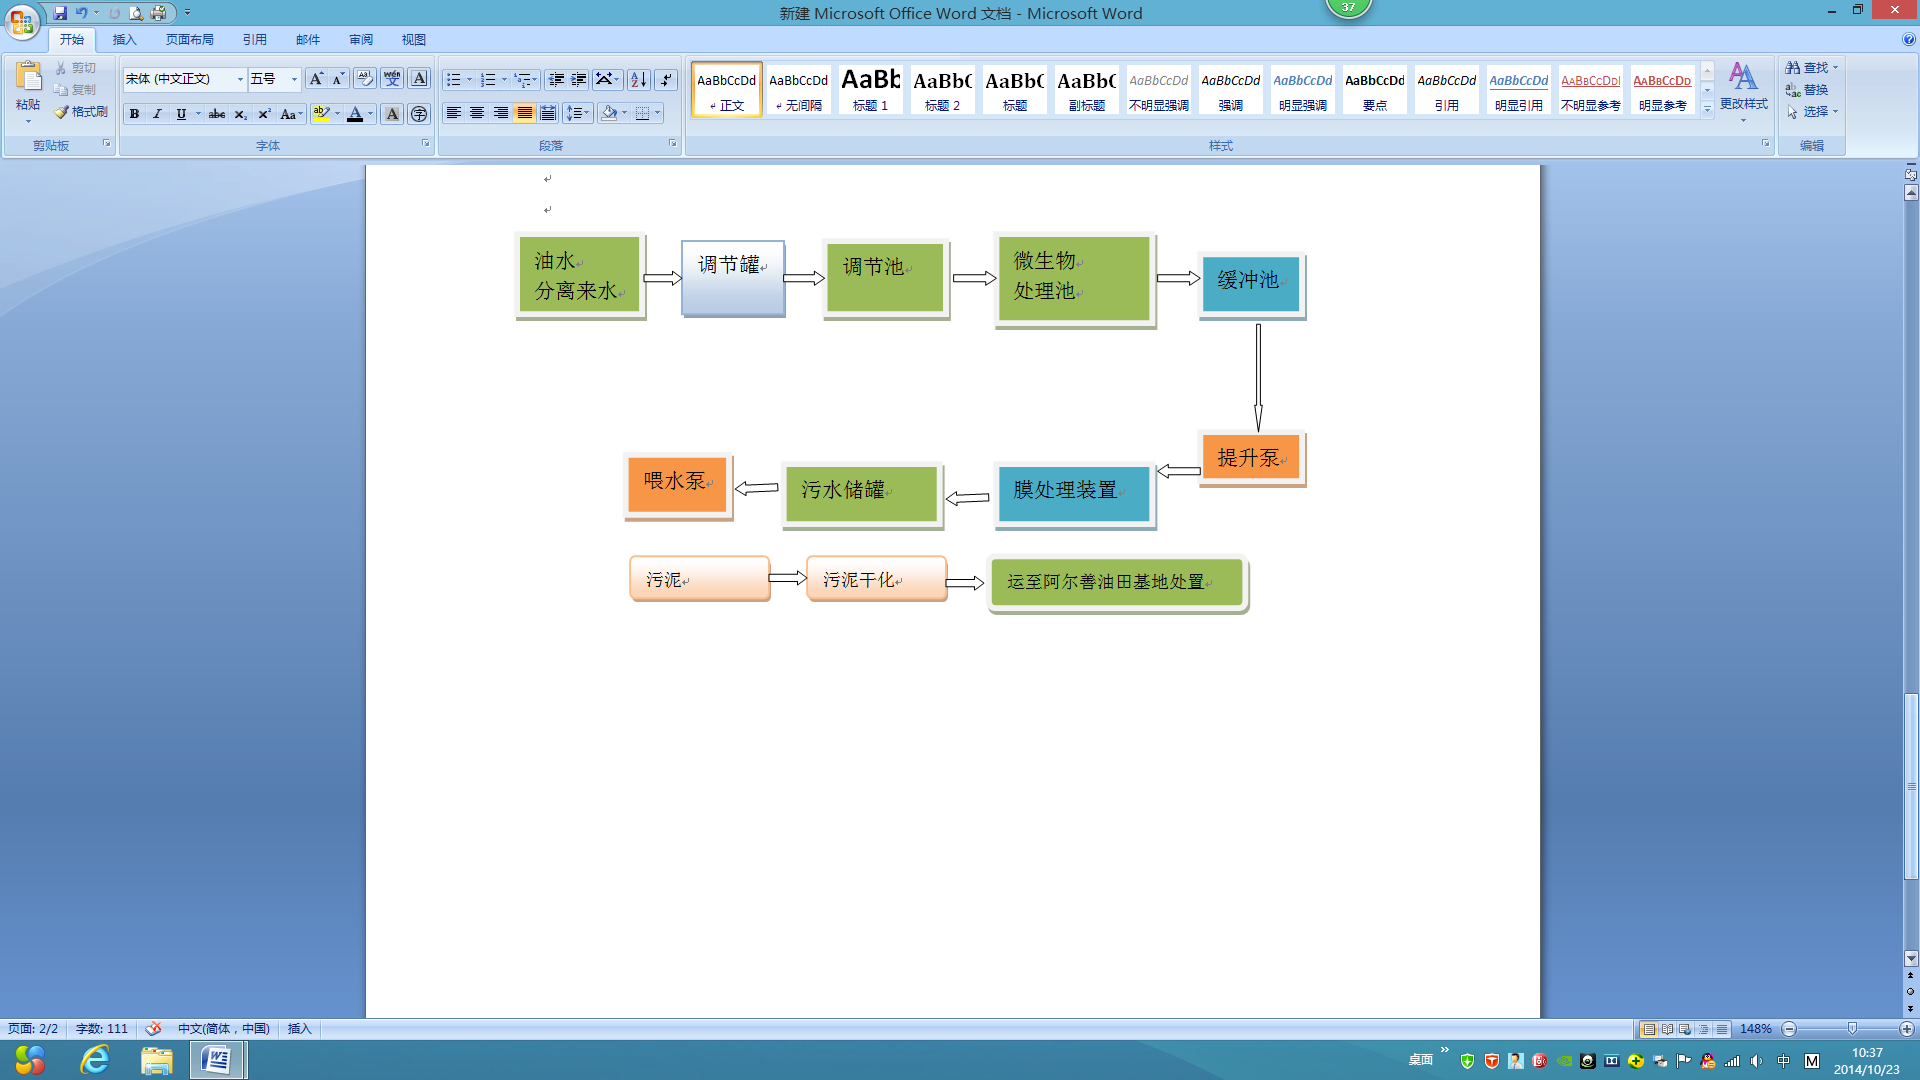 新建 Microsoft Office Word 文档 - Microsoft Word
37
开始 插入 页面布局 引用 邮件 审阅 视图
粘贴
剪切
复制
格式刷
剪贴板
宋体 (中文正文) 五号
字体
段落
AaBbCcDd AaBbCcDd AaBb AaBbC AaBbC AaBbC AaBbCcDd AaBbCcDd AaBbCcDd AaBbCcDd AaBbCcDd AaBbCcDd AaBbCcDd AaBbCcDd
正文 无间隔 标题 1 标题 2 标题 副标题 不明显强调 强调 明显强调 要点 引用 明显引用 不明显参考 明显参考
更改样式
样式
查找
替换
选择
编辑
油水
分离来水
调节罐
调节池
微生物
处理池
缓冲池
提升泵
膜处理装置
污水储罐
喂水泵
污泥
污泥干化
运至阿尔善油田基地处置
页面: 2/2 字数: 111 中文(简体，中国) 插入
148%
桌面
中
M
10:37
2014/10/23